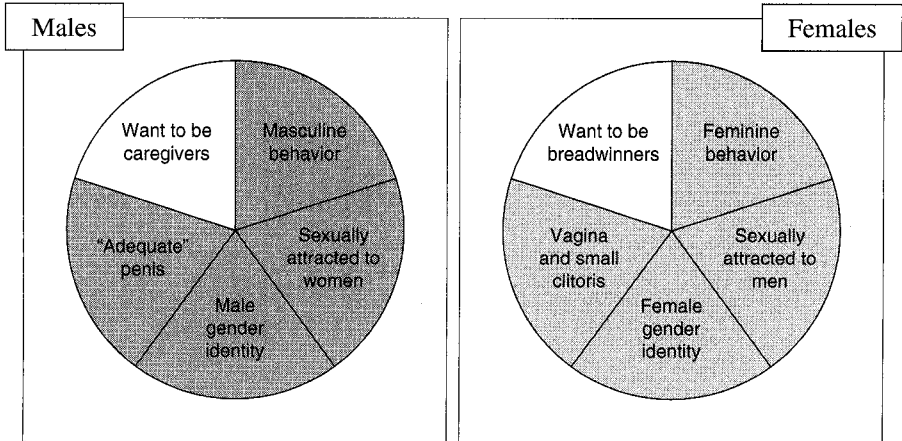 Males
Want to be
caregivers
Masculine
behavior
"Adequate"
penis
Sexually
attracted to
women
Male
gender
identity
Females
Want to be
breadwinners
Feminine
behavior
Vagina
and small
clitoris
Sexually
attracted to
men
Female
gender
identity